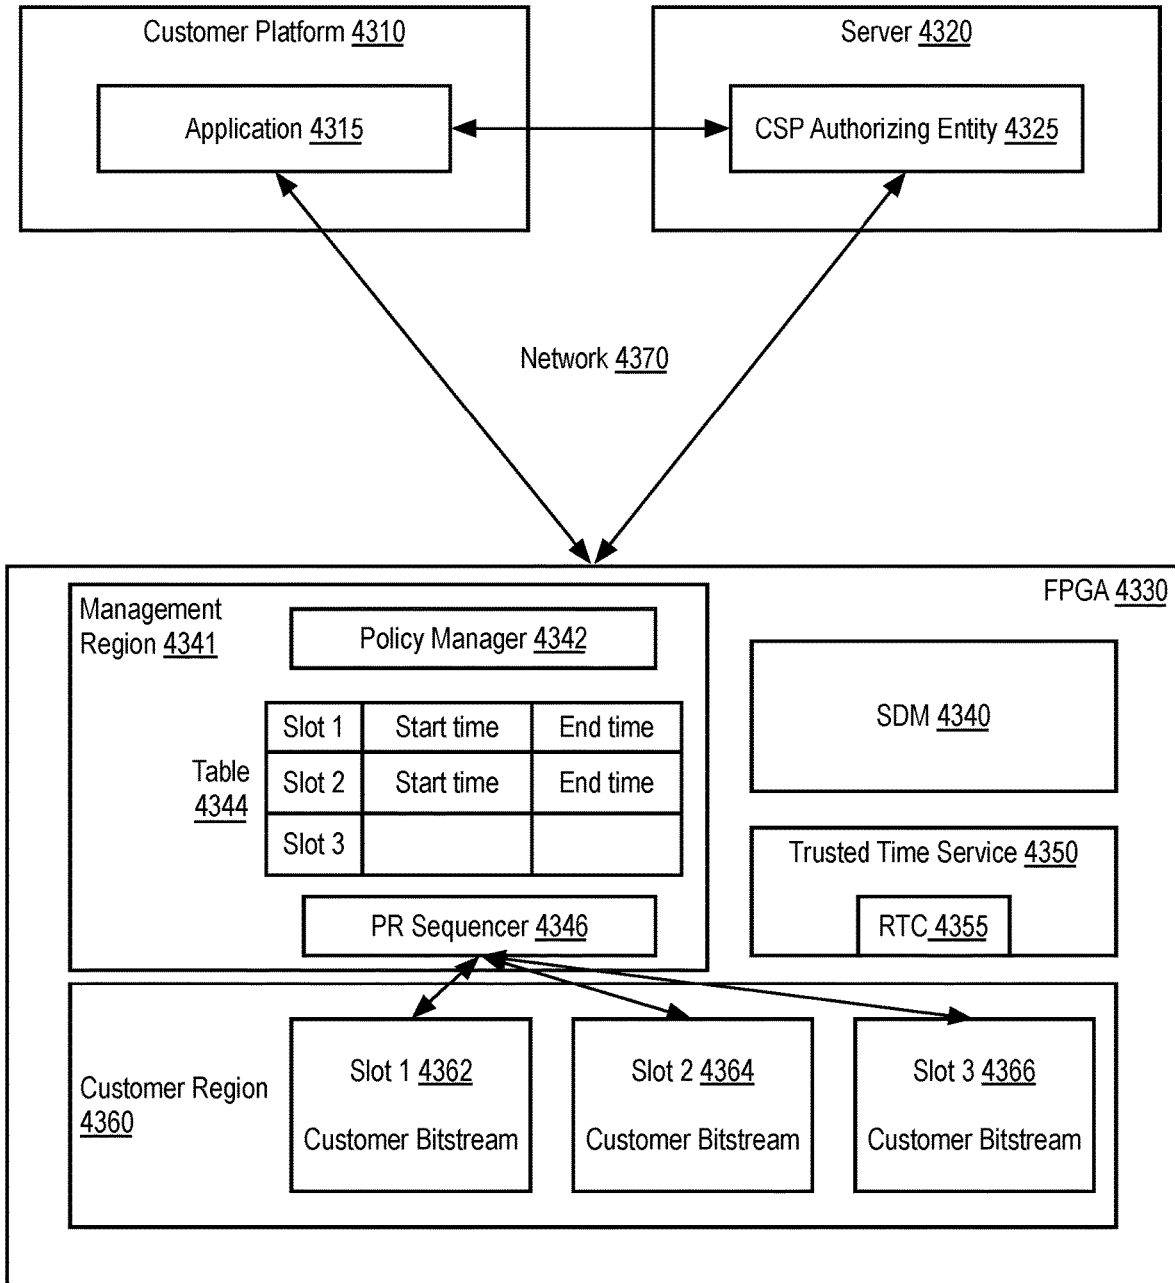 Customer Platform 4310
Server 4320
Application 4315
CSP Authorizing Entity 4325
Network 4370
FPGA 4330
Management
Region 4341
Policy Manager 4342
SDM 4340
Slot 1 Start time End time
Table
4344
Slot 2 Start time End time
Slot 3
Trusted Time Service 4350
RTC 4355
PR Sequencer 4346
Customer Region
4360
Slot 1 4362
Customer Bitstream
Slot 2 4364
Customer Bitstream
Slot 3 4366
Customer Bitstream